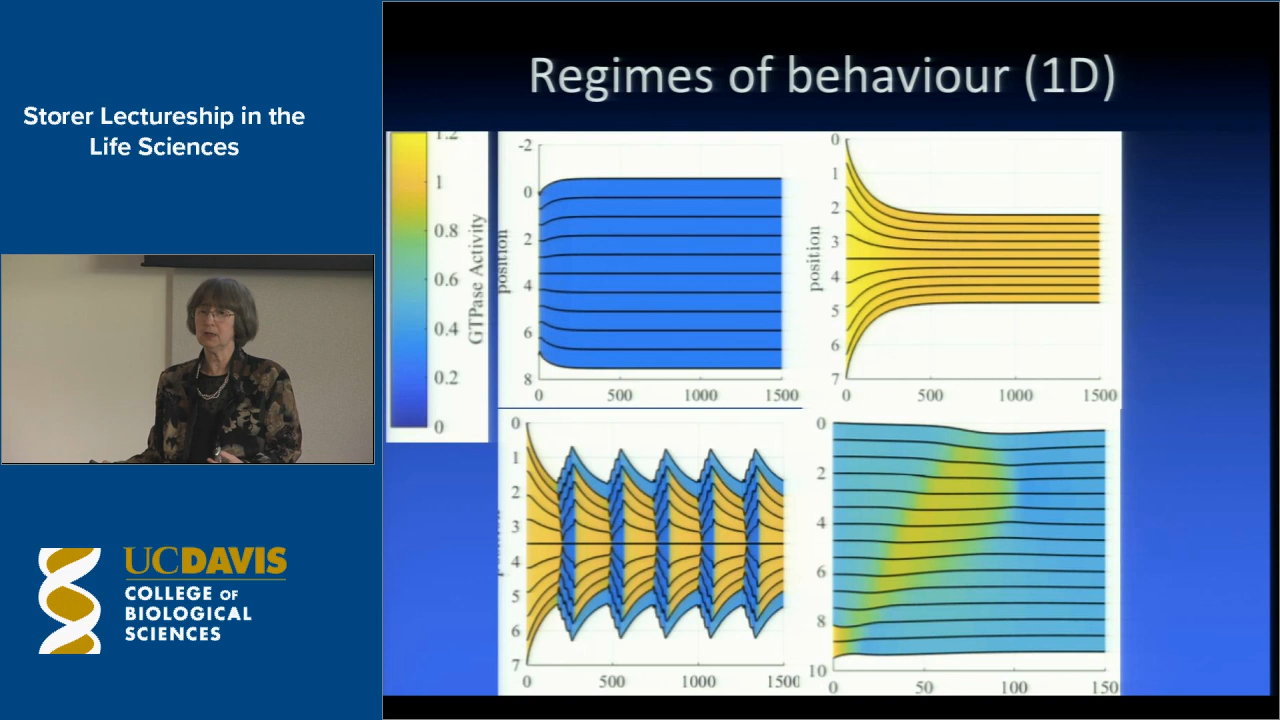 Storer Lectureship in the
Life Sciences
UCDAVIS
COLLEGE OF
BIOLOGICAL
SCIENCES
Regimes of behaviour (1D)
1.2
1
0.8
0.6
0.4
0.2
0
GTPase Activity
-2
0
2
4
6
8
position
0 500 1000 1500
0
1
2
3
4
5
6
7
position
0 500 1000 1500
0
1
2
3
4
5
6
7
0 500 1000 1500
0
2
4
6
8
10
0 50 100 150